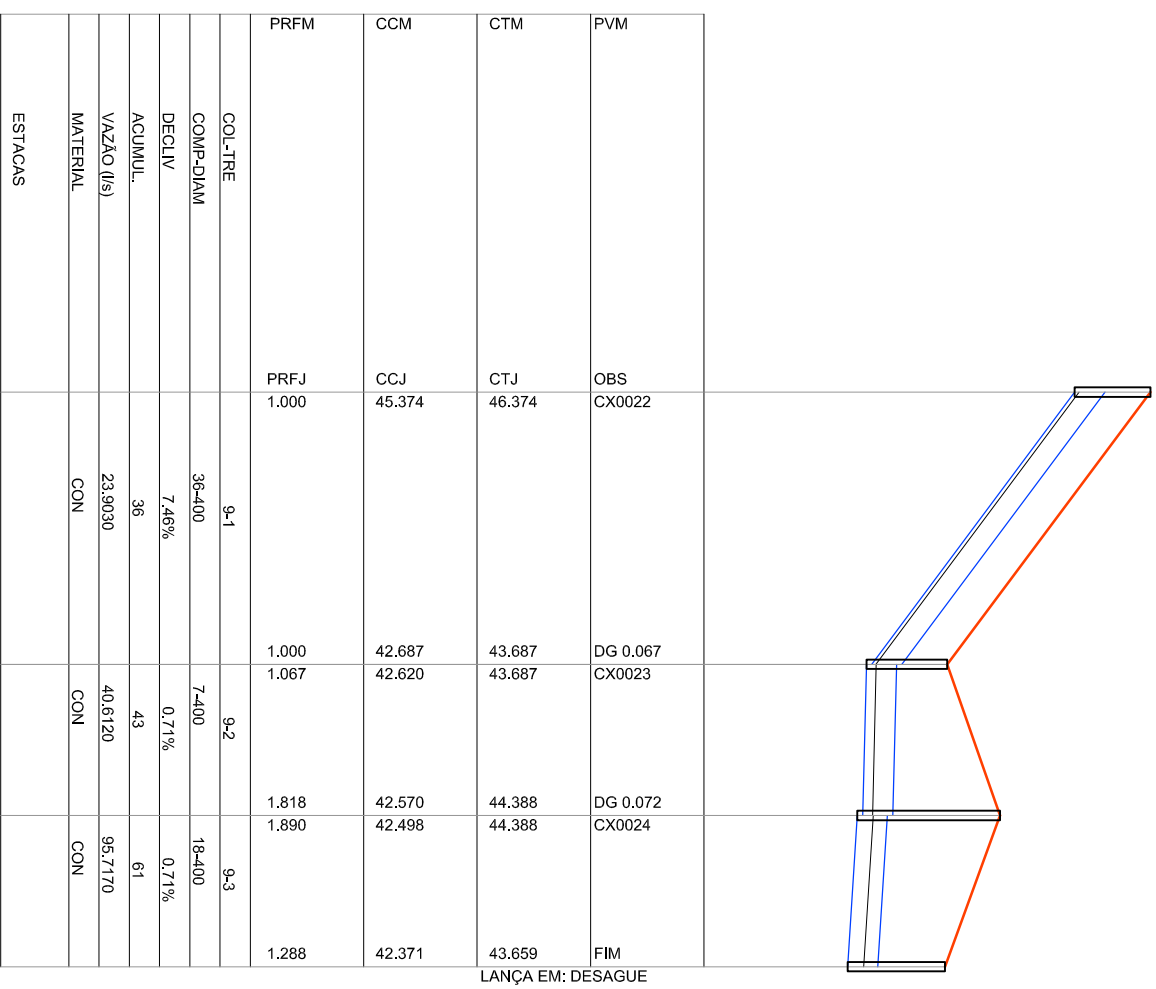 PRFM CCM CTM PVM
ESTACAS
MATERIAL
VAZÃO (l/s)
ACUMUL.
DECLIV
COMP-DIAM
COL-TRE
PRFJ CCJ CTJ OBS
1.000 45.374 46.374 CX0022
CON
23.9030
36
7.46%
36-400
9-1
1.000 42.687 43.687 DG 0.067
1.067 42.620 43.687 CX0023
CON
40.6120
43
0.71%
7-400
9-2
1.818 42.570 44.388 DG 0.072
1.890 42.498 44.388 CX0024
CON
95.7170
61
0.71%
18-400
9-3
1.288 42.371 43.659 FIM
LANÇA EM: DESAGUE